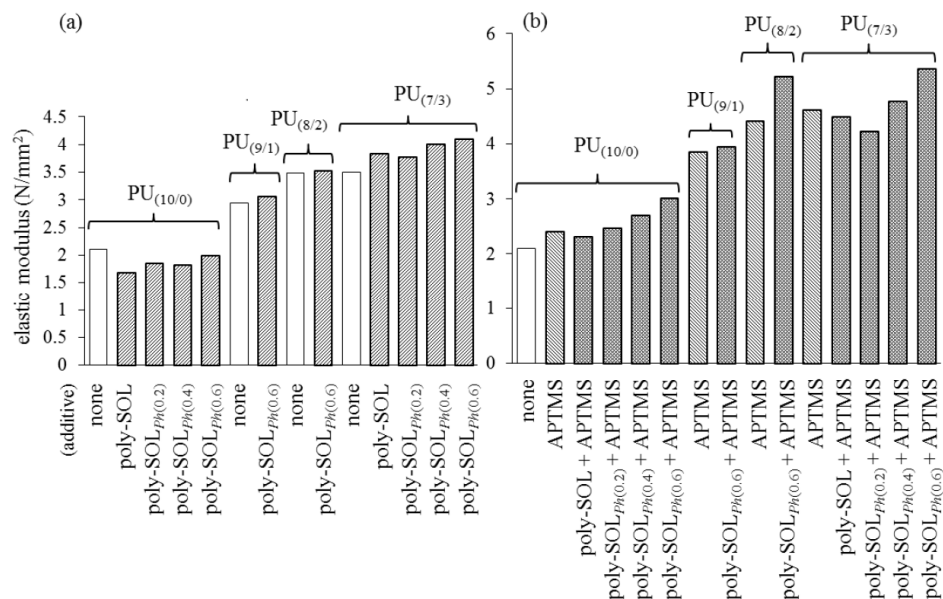 (a)
elastic modulus (N/mm²)
4.5
4
3.5
3
2.5
2
1.5
1
0.5
0
PU(10/0)
PU(9/1)
PU(8/2)
PU(7/3)
(additive)
none
poly-SOL
poly-SOLPh(0.2)
poly-SOLPh(0.4)
poly-SOLPh(0.6)
none
poly-SOLPh(0.6)
none
poly-SOLPh(0.6)
none
poly-SOL
poly-SOLPh(0.2)
poly-SOLPh(0.4)
poly-SOLPh(0.6)
(b)
6
5
4
3
2
1
0
PU(10/0)
PU(9/1)
PU(8/2)
PU(7/3)
none
APTMS
poly-SOL + APTMS
poly-SOLPh(0.2) + APTMS
poly-SOLPh(0.4) + APTMS
poly-SOLPh(0.6) + APTMS
APTMS
poly-SOLPh(0.6) + APTMS
APTMS
poly-SOLPh(0.6) + APTMS
APTMS
poly-SOL + APTMS
poly-SOLPh(0.2) + APTMS
poly-SOLPh(0.4) + APTMS
poly-SOLPh(0.6) + APTMS